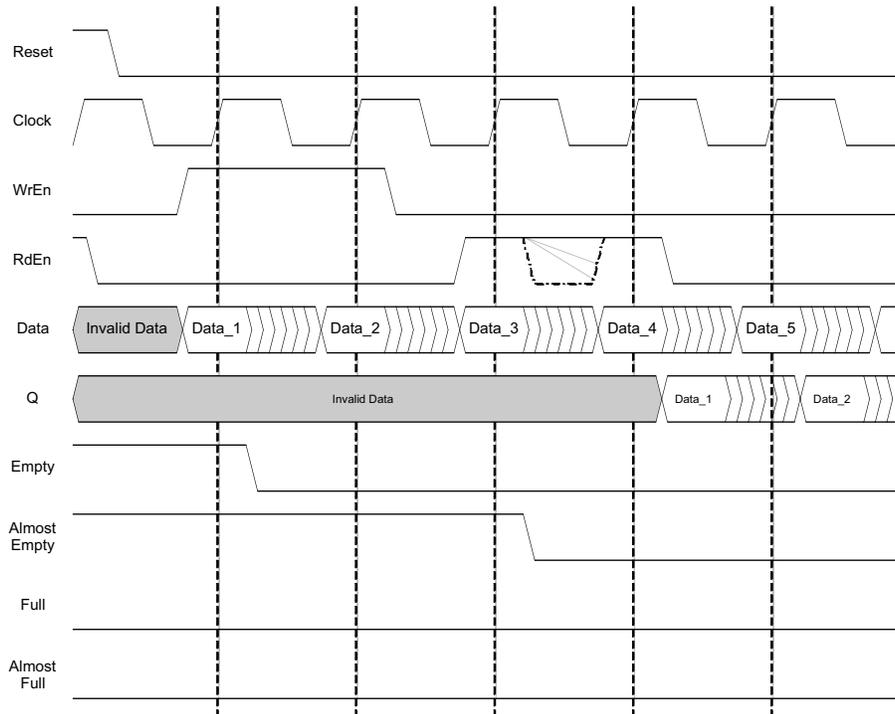 Reset
Clock
WrEn
RdEn
Data
Invalid Data
Data_1
Data_2
Data_3
Data_4
Data_5
Q
Invalid Data
Data_1
Data_2
Empty
Almost
Empty
Full
Almost
Full